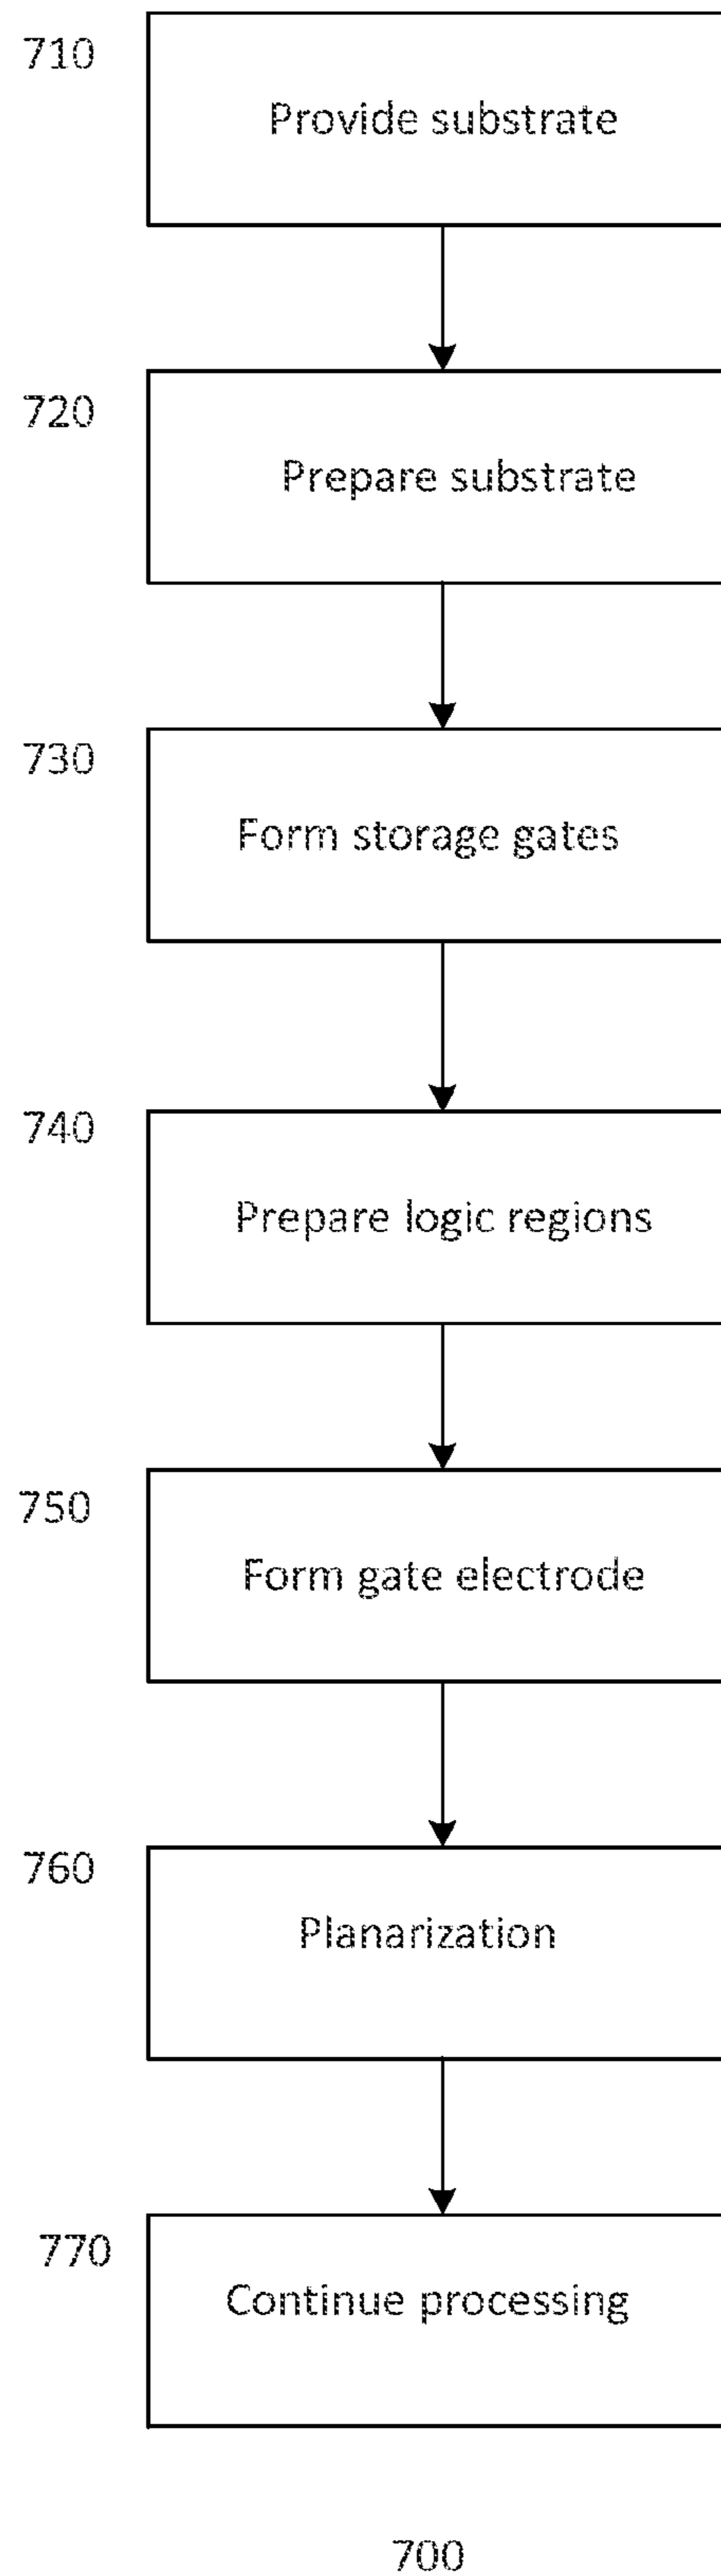 710
Provide substrate
720
Prepare substrate
730
Form storage gates
740
Prepare logic regions
750
Form gate electrode
760
Planarization
770
Continue processing
700